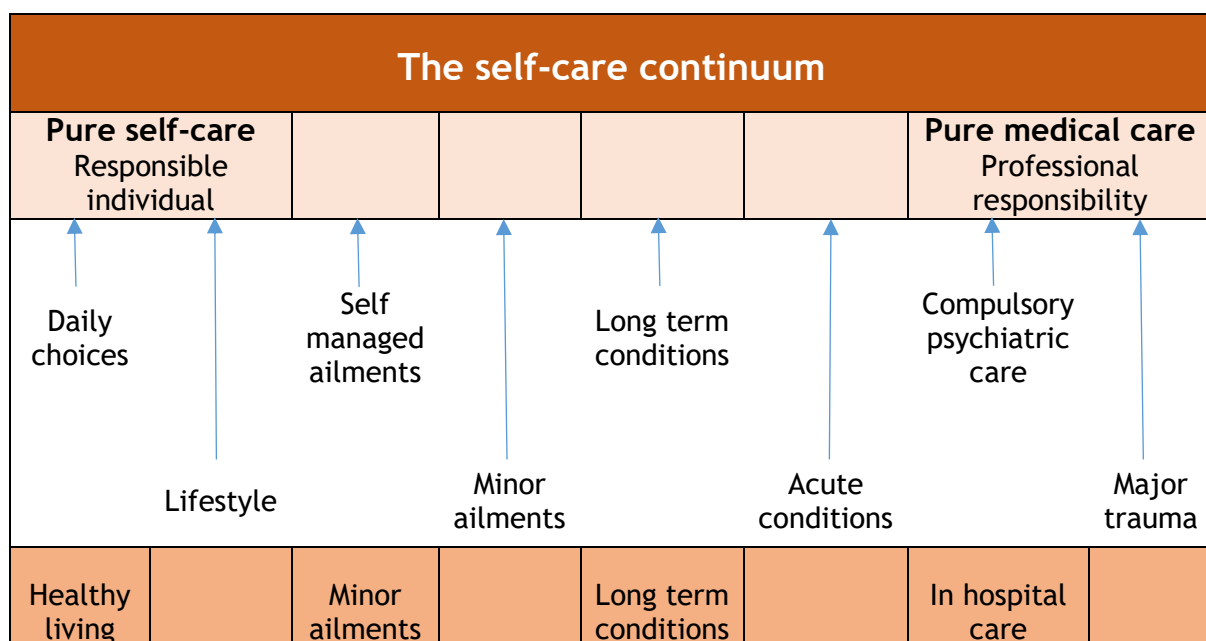 The self-care continuum
Pure self-care
Responsible
individual
Pure medical care
Professional
responsibility
Daily
choices
Lifestyle
Self
managed
ailments
Minor
ailments
Long term
conditions
Acute
conditions
Compulsory
psychiatric
care
Major
trauma
Healthy
living
Minor
ailments
Long term
conditions
In hospital
care